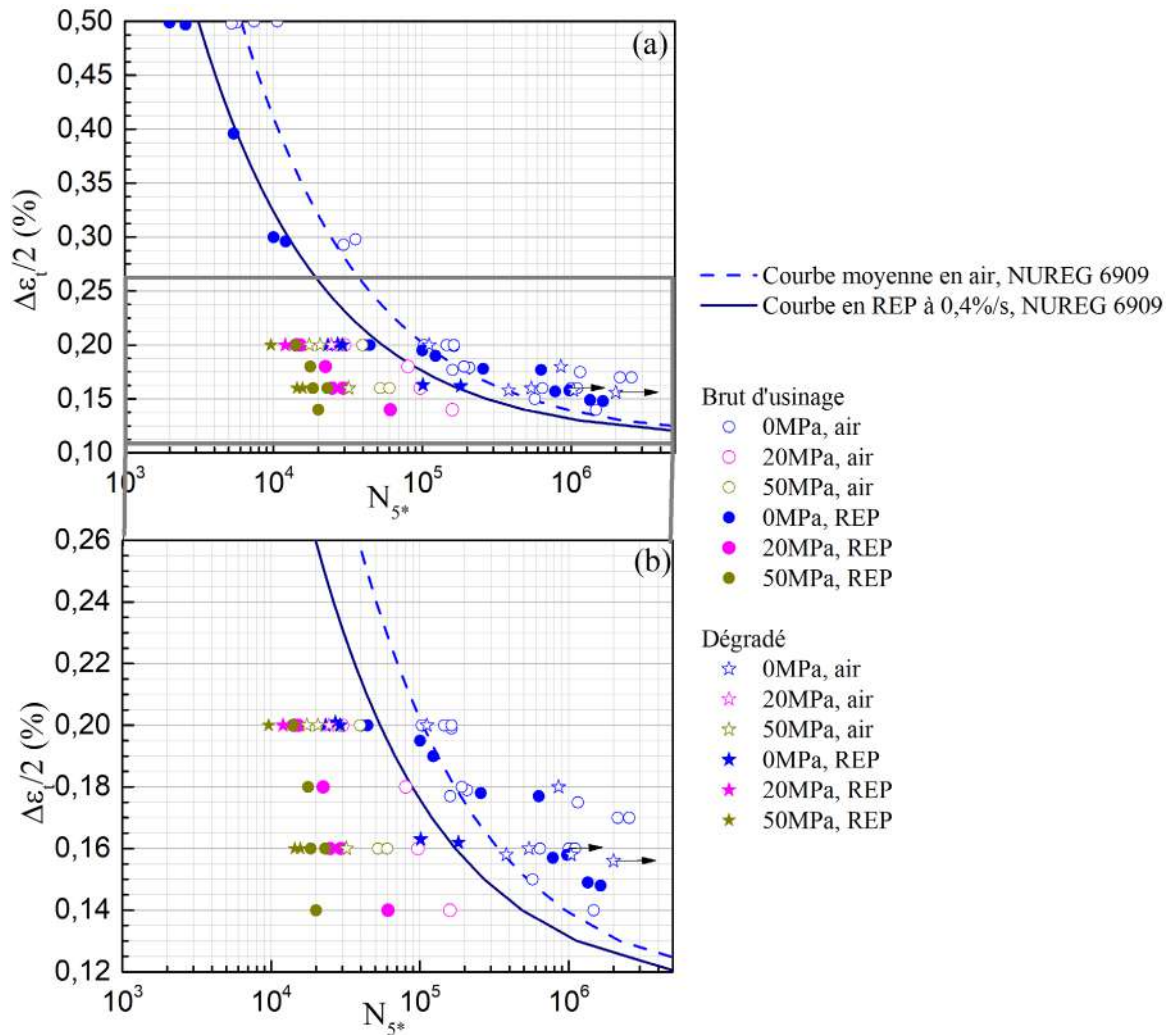 (a)
0,50
0,45
0,40
0,35
0,30
0,25
0,20
0,15
0,10
Δε_t/2 (%)
10^3 10^4 10^5 10^6
N_5*
(b)
0,26
0,24
0,22
0,20
0,18
0,16
0,14
0,12
Δε_t/2 (%)
10^3 10^4 10^5 10^6
N_5*
Courbe moyenne en air, NUREG 6909
Courbe en REP à 0,4%/s, NUREG 6909
Brut d'usinage
0MPa, air
20MPa, air
50MPa, air
0MPa, REP
20MPa, REP
50MPa, REP
Dégradé
0MPa, air
20MPa, air
50MPa, air
0MPa, REP
20MPa, REP
50MPa, REP